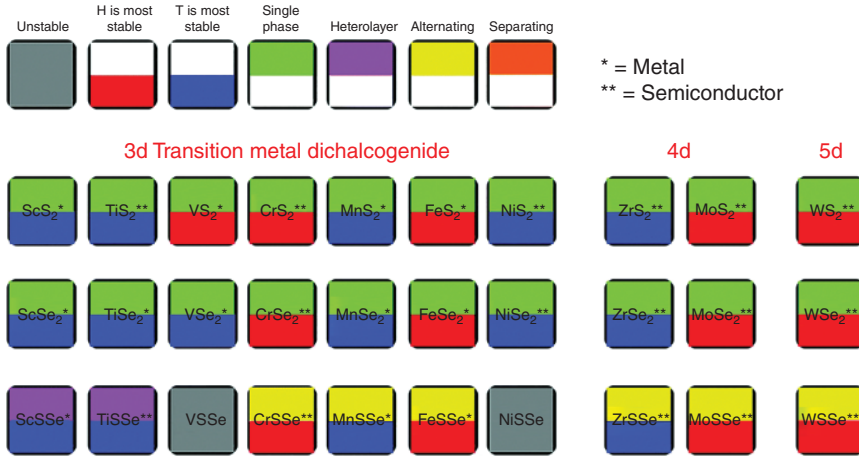 Unstable
H is most stable
T is most stable
Single phase
Heterolayer
Alternating
Separating
* = Metal
** = Semiconductor
3d Transition metal dichalcogenide 4d 5d
ScS₂* TiS₂** VS₂* CrS₂** MnS₂* FeS₂* NiS₂** ZrS₂** MoS₂** WS₂**
ScSe₂* TiSe₂* VSe₂* CrSe₂** MnSe₂* FeSe₂* NiSe₂** ZrSe₂** MoSe₂** WSe₂**
ScSSe* TiSSe** VSSe CrSSe** MnSSe* FeSSe* NiSSe ZrSSe** MoSSe** WSSe**